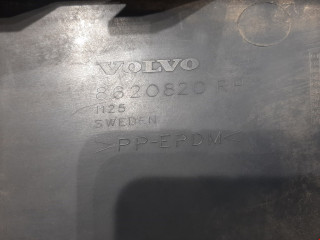 VOLVO
8620820
N25
SWEDEN
>PP-EPDM<